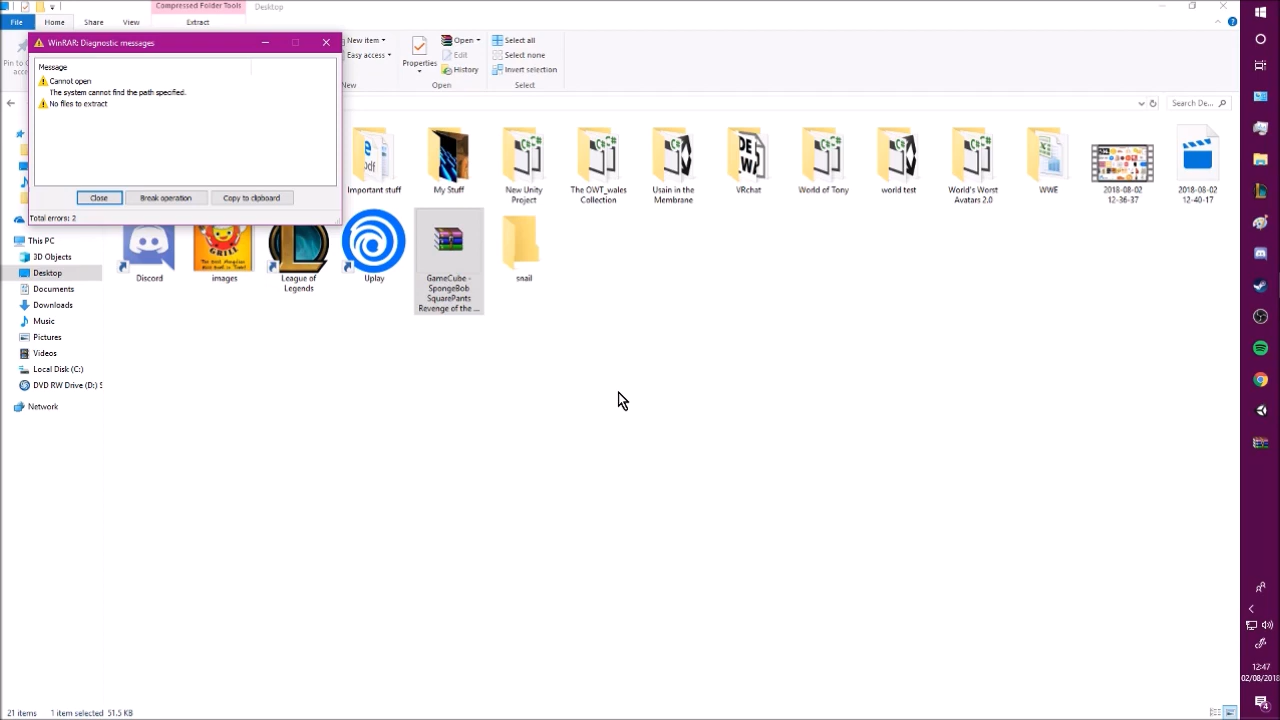 Compressed Folder Tools
Desktop
File
Home
Share
View
Extract
WinRAR: Diagnostic messages
Message
Cannot open
The system cannot find the path specified.
No files to extract
Close
Break operation
Copy to clipboard
Total errors: 2
New item
Easy access
New
Properties
Open
Edit
History
Open
Select all
Select none
Invert selection
Select
Search De...
This PC
3D Objects
Desktop
Documents
Downloads
Music
Pictures
Videos
Local Disk (C:)
DVD RW Drive (D:) S
Network
Important stuff
My Stuff
New Unity
Project
The OWT_wales
Collection
Usain in the
Membrane
VRchat
World of Tony
world test
World's Worst
Avatars 2.0
WWE
2018-08-02
12-36-37
2018-08-02
12-40-17
Discord
images
League of
Legends
Uplay
GameCube -
SpongeBob
SquarePants
Revenge of the ...
snail
21 items
1 item selected 51.5 KB
12:47
02/08/2018